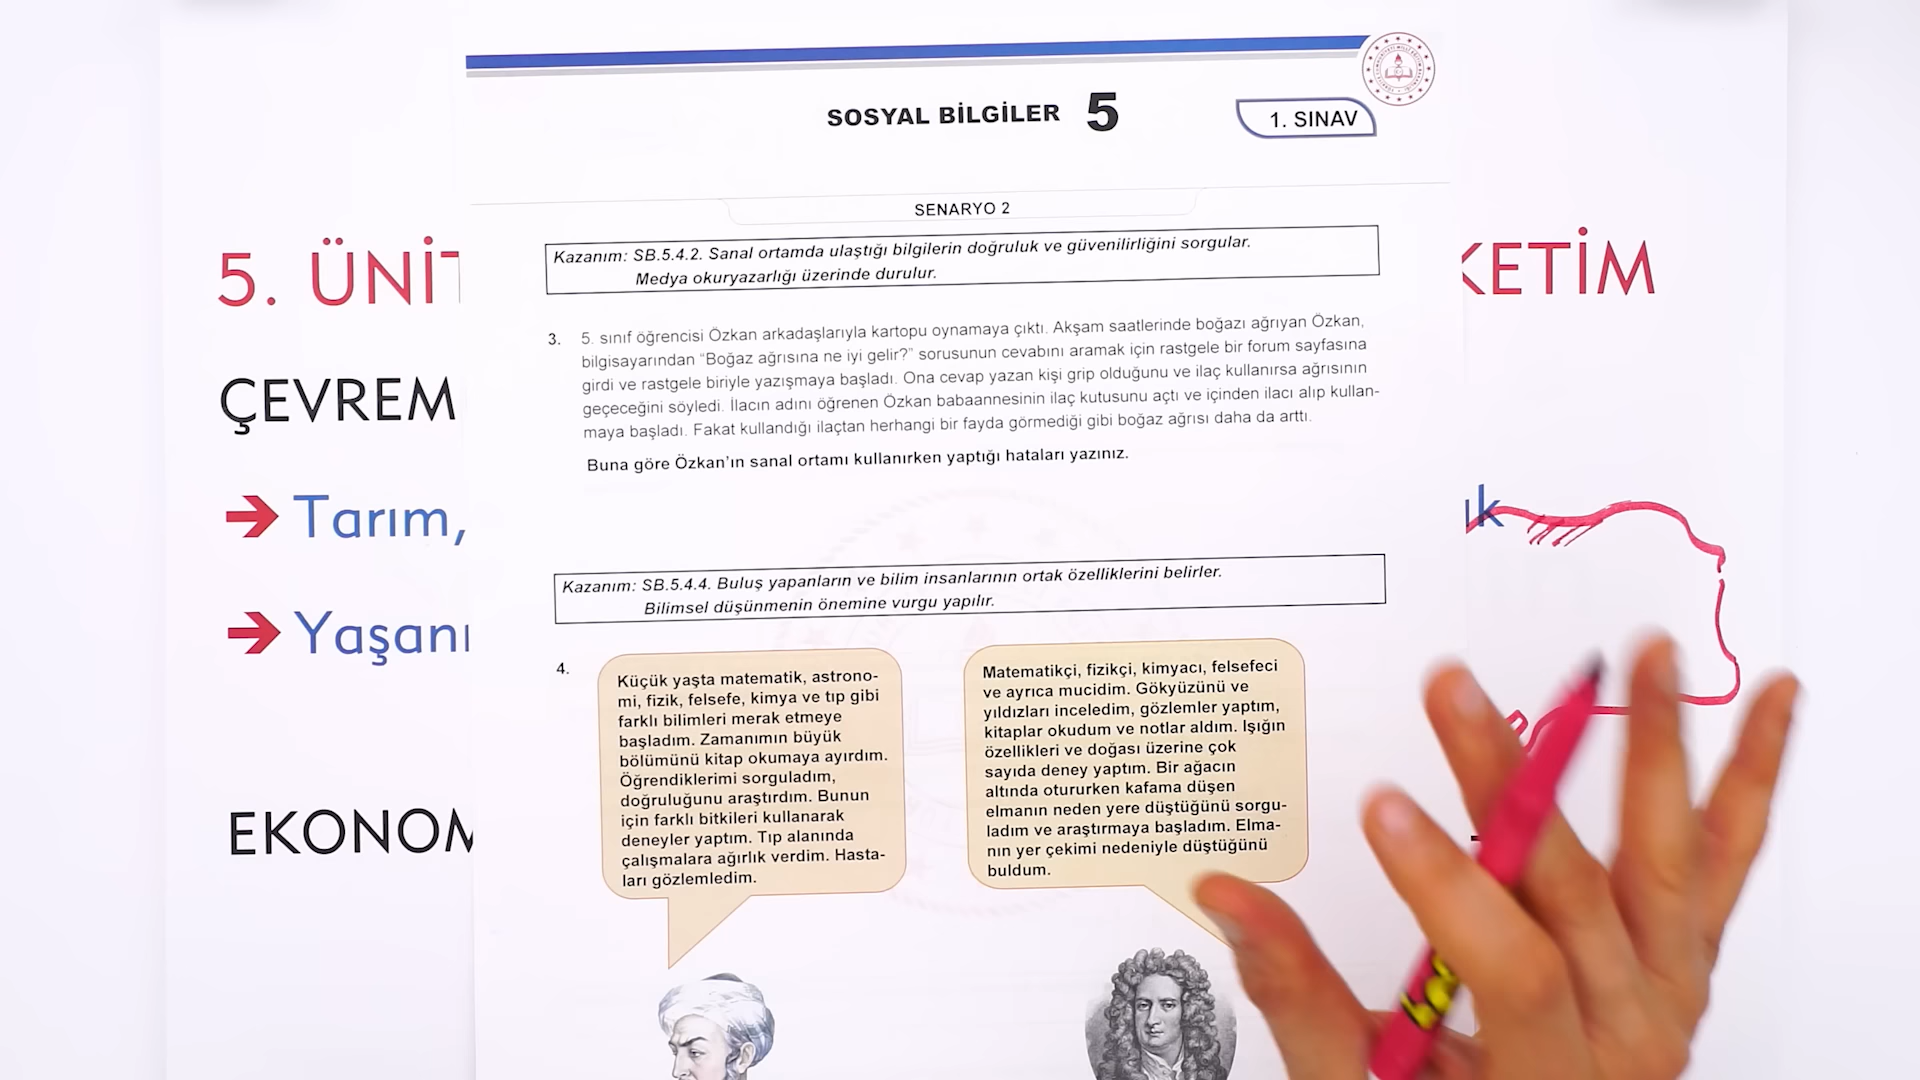 SOSYAL BİLGİLER 5
1. SINAV
SENARYO 2
Kazanım: SB.5.4.2. Sanal ortamda ulaştığı bilgilerin doğruluk ve güvenilirliğini sorgular.
Medya okuryazarlığı üzerinde durulur.
3. 5. sınıf öğrencisi Özkan arkadaşlarıyla kartopu oynamaya çıktı. Akşam saatlerinde boğazı ağrıyan Özkan,
bilgisayarından “Boğaz ağrısına ne iyi gelir?” sorusunun cevabını aramak için rastgele bir forum sayfasına
girdi ve rastgele biriyle yazışmaya başladı. Ona cevap yazan kişi grip olduğunu ve ilaç kullanırsa ağrısının
geçeceğini söyledi. İlacın adını öğrenen Özkan babaannesinin ilaç kutusunu açtı ve içinden ilacı alıp kullan-
maya başladı. Fakat kullandığı ilaçtan herhangi bir fayda görmediği gibi boğaz ağrısı daha da arttı.
Buna göre Özkan’ın sanal ortamı kullanırken yaptığı hataları yazınız.
Kazanım: SB.5.4.4. Buluş yapanların ve bilim insanlarının ortak özelliklerini belirler.
Bilimsel düşünmenin önemine vurgu yapılır.
4.
Küçük yaşta matematik, astrono-
mi, fizik, felsefe, kimya ve tıp gibi
farklı bilimleri merak etmeye
başladım. Zamanımın büyük
bölümünü kitap okumaya ayırdım.
Öğrendiklerimi sorguladım,
doğruluğunu araştırdım. Bunun
için farklı bitkileri kullanarak
deneyler yaptım. Tıp alanında
çalışmalara ağırlık verdim. Hasta-
ları gözlemledim.
Matematikçi, fizikçi, kimyacı, felsefeci
ve ayrıca mucidim. Gökyüzünü ve
yıldızları inceledim, gözlemler yaptım,
kitaplar okudum ve notlar aldım. Işığın
özellikleri ve doğası üzerine çok
sayıda deney yaptım. Bir ağacın
altında otururken kafama düşen
elmanın neden yere düştüğünü sorgu-
ladım ve araştırmaya başladım. Elma-
nın yer çekimi nedeniyle düştüğünü
buldum.
5. ÜNİT
KETİM
ÇEVREM
Tarım,
ık
Yaşanı
EKONOM